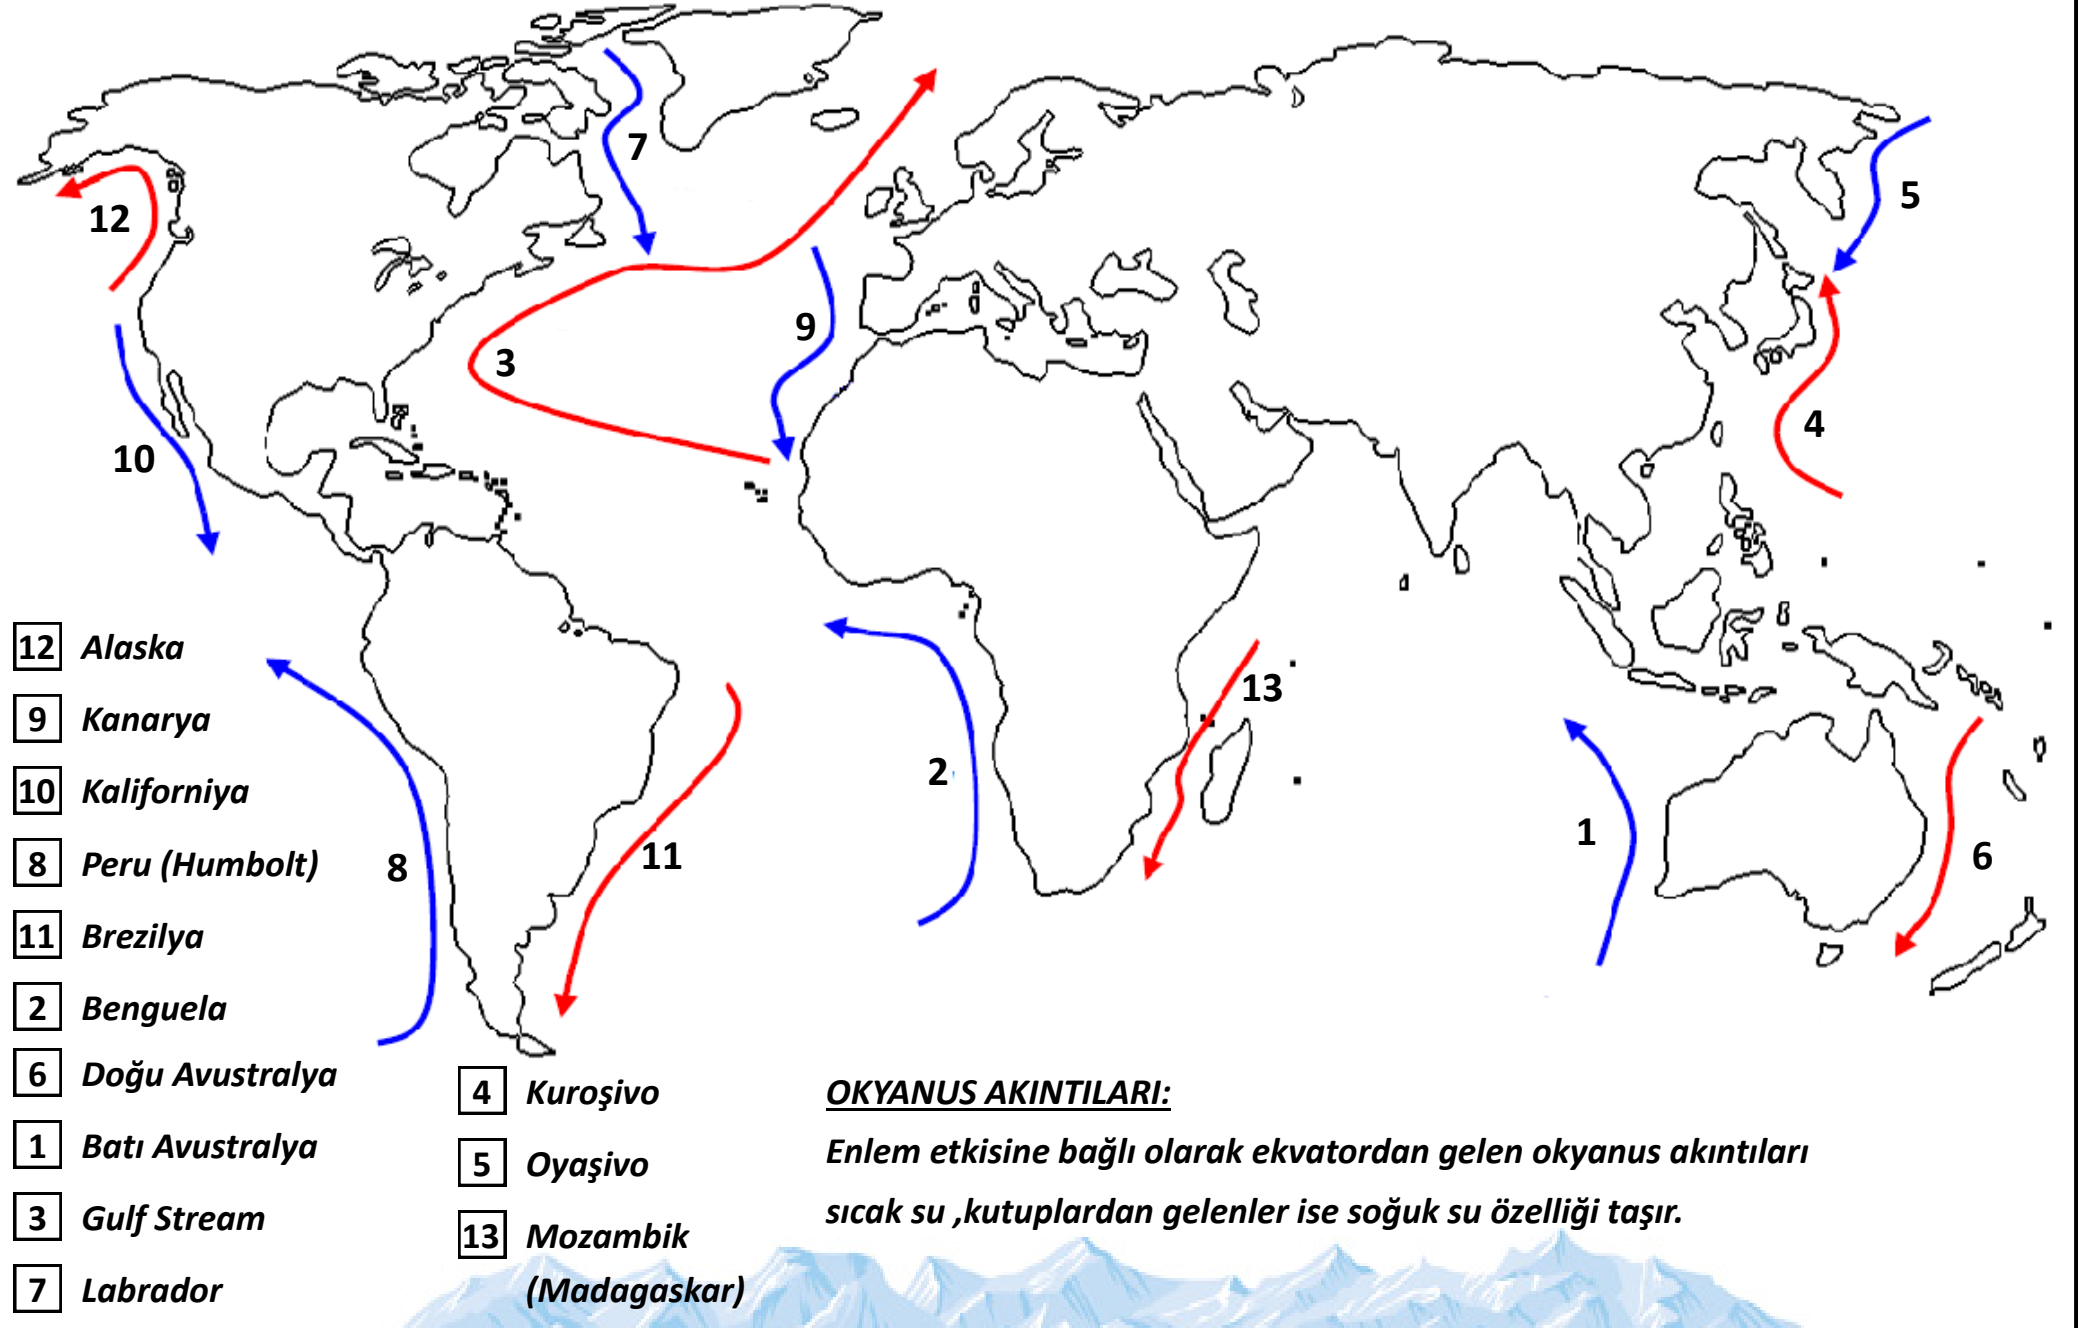 7
5
12
9
3
4
10
13
2
1
8
11
6
12 Alaska
9 Kanarya
10 Kaliforniya
8 Peru (Humbolt)
11 Brezilya
2 Benguela
6 Doğu Avustralya
1 Batı Avustralya
3 Gulf Stream
7 Labrador
4 Kuroşivo
5 Oyaşivo
13 Mozambik
(Madagaskar)
OKYANUS AKINTILARI:
Enlem etkisine bağlı olarak ekvatordan gelen okyanus akıntıları
sıcak su ,kutuplardan gelenler ise soğuk su özelliği taşır.